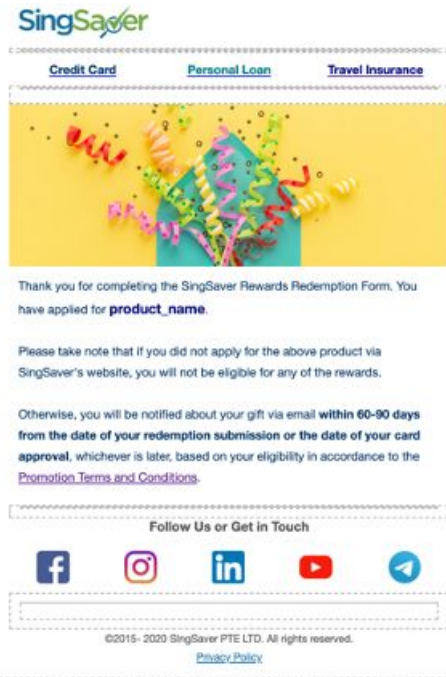 SingSaver
Credit Card Personal Loan Travel Insurance
Thank you for completing the SingSaver Rewards Redemption Form. You
have applied for product_name.
Please take note that if you did not apply for the above product via
SingSaver's website, you will not be eligible for any of the rewards.
Otherwise, you will be notified about your gift via email within 60-90 days
from the date of your redemption submission or the date of your card
approval, whichever is later, based on your eligibility in accordance to the
Promotion Terms and Conditions.
Follow Us or Get in Touch
©2015- 2020 SingSaver PTE LTD. All rights reserved.
Privacy Policy